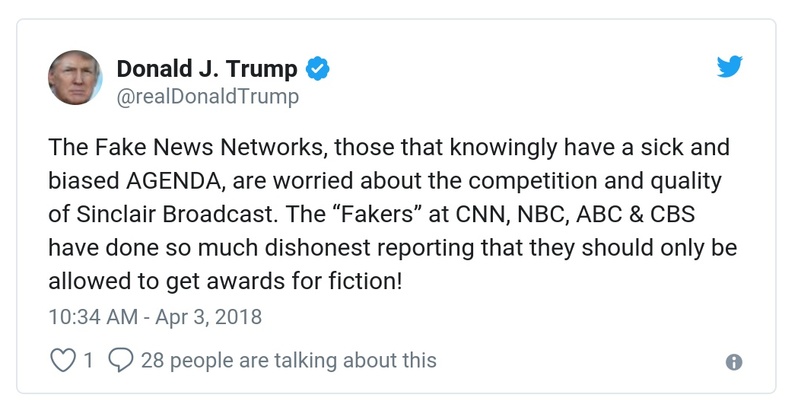 Donald J. Trump
@realDonaldTrump
The Fake News Networks, those that knowingly have a sick and
biased AGENDA, are worried about the competition and quality
of Sinclair Broadcast. The “Fakers” at CNN, NBC, ABC & CBS
have done so much dishonest reporting that they should only be
allowed to get awards for fiction!
10:34 AM - Apr 3, 2018
1 28 people are talking about this